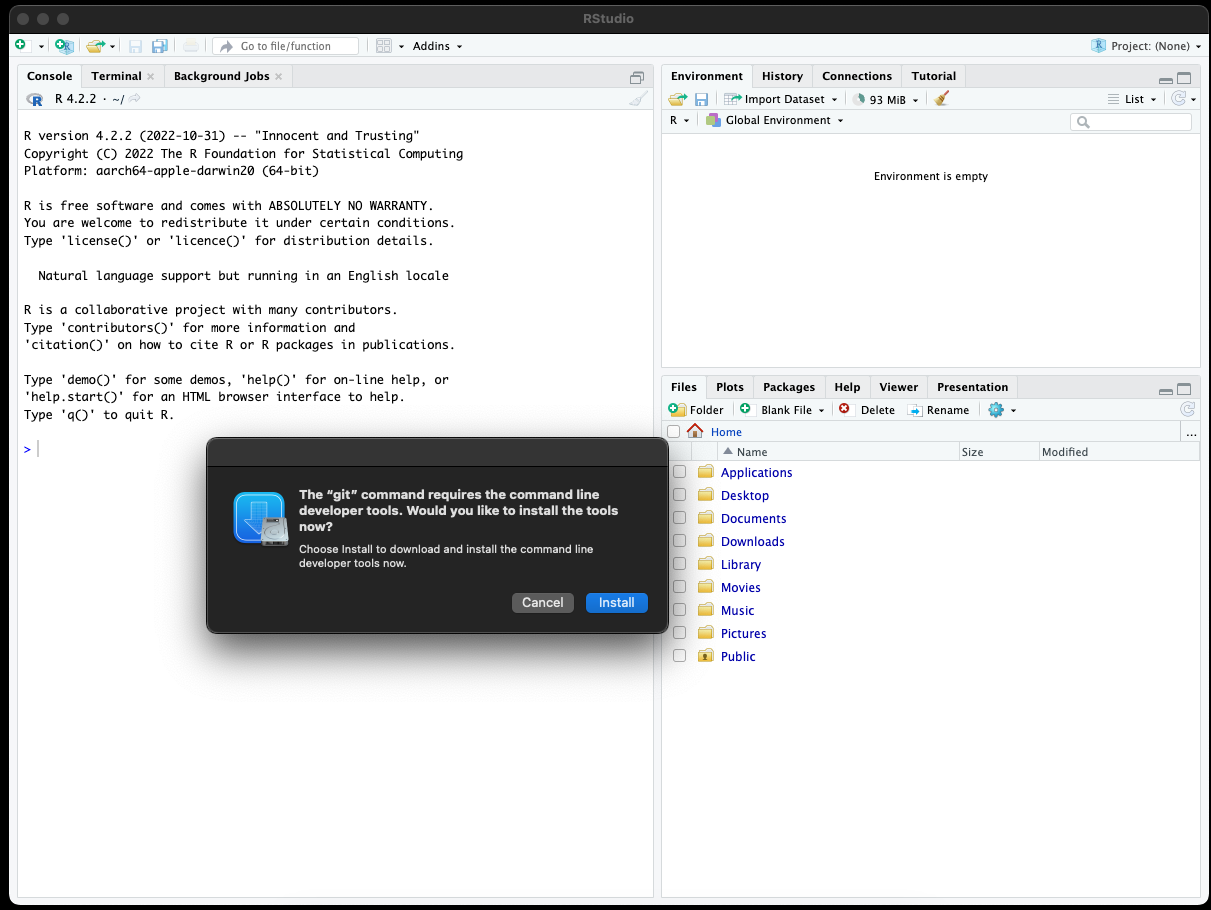 RStudio
Go to file/function
Addins
Project: (None)
Console
Terminal
Background Jobs
R 4.2.2 · ~/
R version 4.2.2 (2022-10-31) -- "Innocent and Trusting"
Copyright (C) 2022 The R Foundation for Statistical Computing
Platform: aarch64-apple-darwin20 (64-bit)
R is free software and comes with ABSOLUTELY NO WARRANTY.
You are welcome to redistribute it under certain conditions.
Type 'license()' or 'licence()' for distribution details.
Natural language support but running in an English locale
R is a collaborative project with many contributors.
Type 'contributors()' for more information and
'citation()' on how to cite R or R packages in publications.
Type 'demo()' for some demos, 'help()' for on-line help, or
'help.start()' for an HTML browser interface to help.
Type 'q()' to quit R.
>
The “git” command requires the command line
developer tools. Would you like to install the tools
now?
Choose Install to download and install the command line
developer tools now.
Cancel
Install
Environment
History
Connections
Tutorial
Import Dataset
93 MiB
List
R
Global Environment
Environment is empty
Files
Plots
Packages
Help
Viewer
Presentation
Folder
Blank File
Delete
Rename
Home
...
Name
Size
Modified
Applications
Desktop
Documents
Downloads
Library
Movies
Music
Pictures
Public